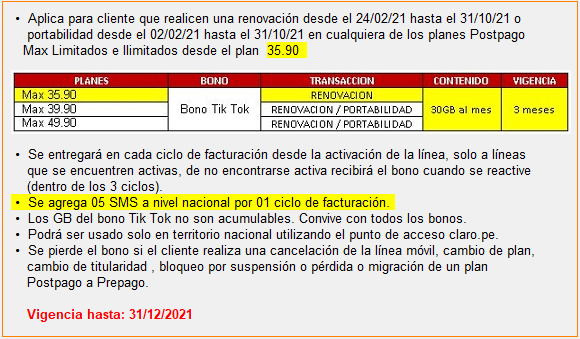 • Aplica para cliente que realicen una renovación desde el 24/02/21 hasta el 31/10/21 o
portabilidad desde el 02/02/21 hasta el 31/10/21 en cualquiera de los planes Postpago
Max Limitados e Ilimitados desde el plan 35.90
PLANES BONO TRANSACCION CONTENIDO VIGENCIA
Max 35.90 RENOVACION
Max 39.90 Bono Tik Tok RENOVACION / PORTABILIDAD 30GB al mes 3 meses
Max 49.90 RENOVACION / PORTABILIDAD
• Se entregará en cada ciclo de facturación desde la activación de la línea, solo a líneas
que se encuentren activas, de no encontrarse activa recibirá el bono cuando se reactive
(dentro de los 3 ciclos).
• Se agrega 05 SMS a nivel nacional por 01 ciclo de facturación.
• Los GB del bono Tik Tok no son acumulables. Convive con todos los bonos.
• Podrá ser usado solo en territorio nacional utilizando el punto de acceso claro.pe.
• Se pierde el bono si el cliente realiza una cancelación de la línea móvil, cambio de plan,
cambio de titularidad , bloqueo por suspensión o pérdida o migración de un plan
Postpago a Prepago.
Vigencia hasta: 31/12/2021